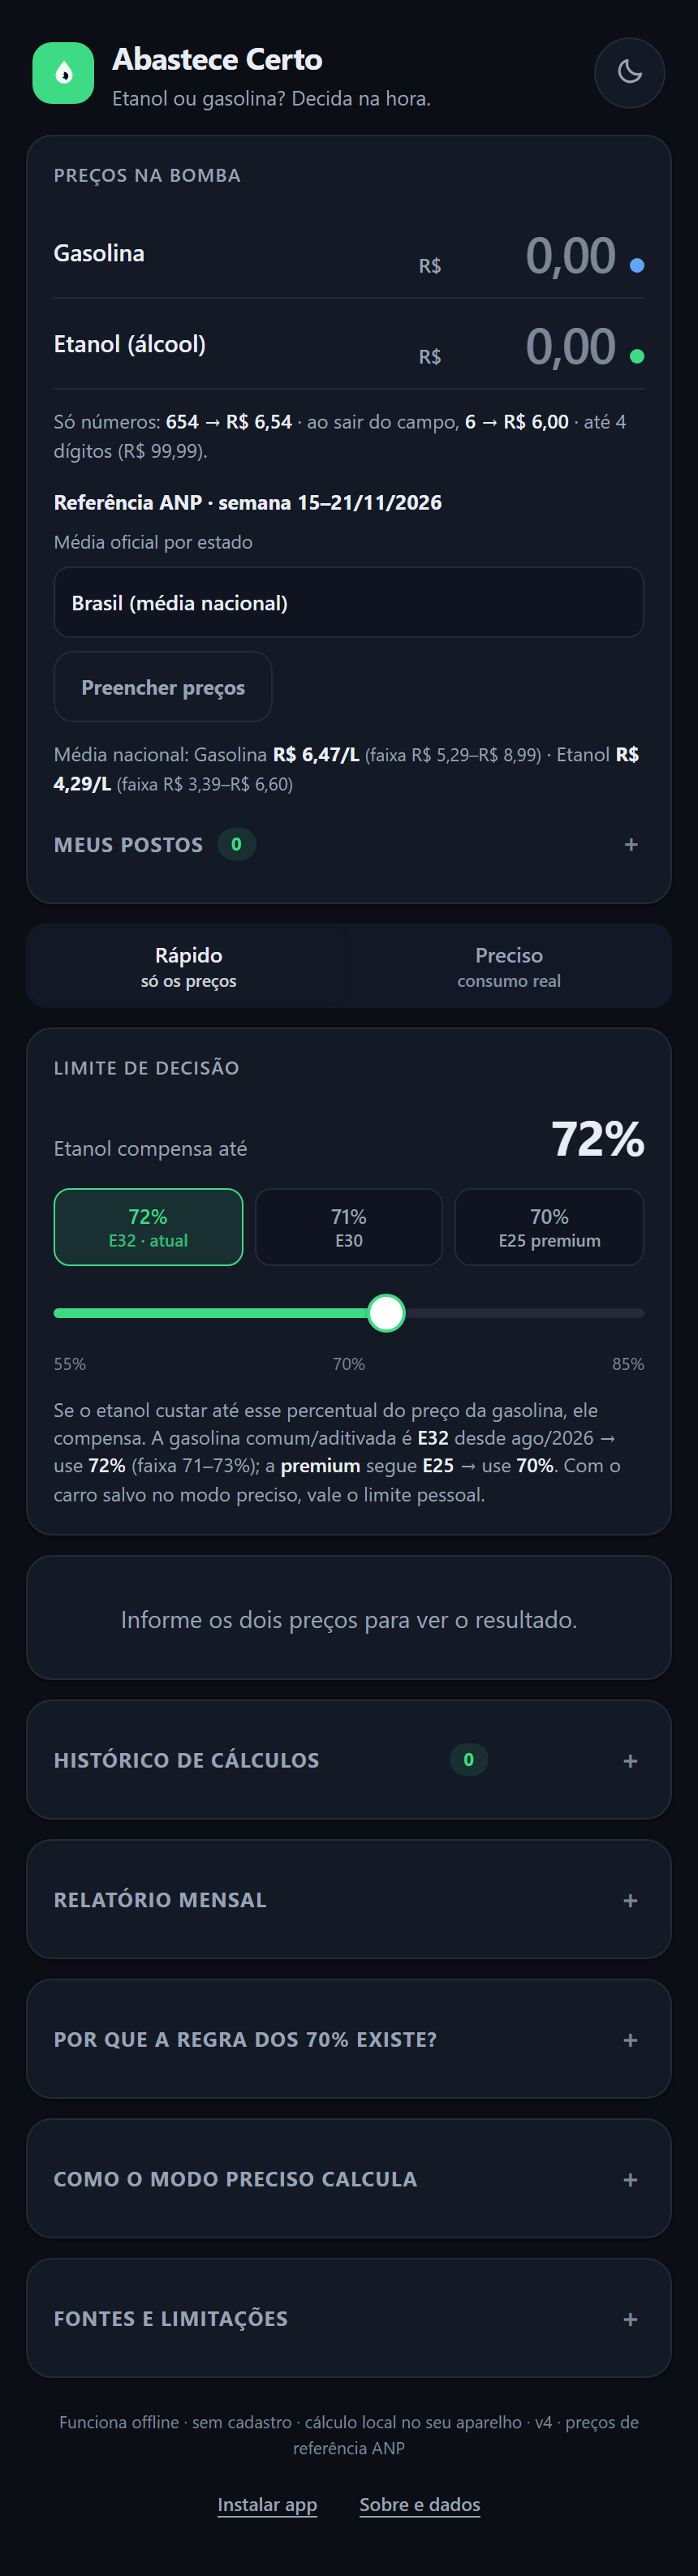 Abastece Certo
Etanol ou gasolina? Decida na hora.
PREÇOS NA BOMBA
Gasolina R$ 0,00
Etanol (álcool) R$ 0,00
Só números: 654 → R$ 6,54 · ao sair do campo, 6 → R$ 6,00 · até 4
dígitos (R$ 99,99).
Referência ANP · semana 15–21/11/2026
Média oficial por estado
Brasil (média nacional)
Preencher preços
Média nacional: Gasolina R$ 6,47/L (faixa R$ 5,29–R$ 8,99) · Etanol R$
4,29/L (faixa R$ 3,39–R$ 6,60)
MEUS POSTOS 0 +
Rápido Preciso
só os preços consumo real
LIMITE DE DECISÃO
Etanol compensa até 72%
72% 71% 70%
E32 · atual E30 E25 premium
55% 70% 85%
Se o etanol custar até esse percentual do preço da gasolina, ele
compensa. A gasolina comum/aditivada é E32 desde ago/2026 →
use 72% (faixa 71–73%); a premium segue E25 → use 70%. Com o
carro salvo no modo preciso, vale o limite pessoal.
Informe os dois preços para ver o resultado.
HISTÓRICO DE CÁLCULOS 0 +
RELATÓRIO MENSAL +
POR QUE A REGRA DOS 70% EXISTE? +
COMO O MODO PRECISO CALCULA +
FONTES E LIMITAÇÕES +
Funciona offline · sem cadastro · cálculo local no seu aparelho · v4 · preços de
referência ANP
Instalar app Sobre e dados